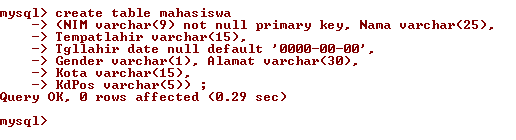 mysql> create table mahasiswa
    -> (NIM varchar(9) not null primary key, Nama varchar(25),
    -> Tempatlahir varchar(15),
    -> Tgllahir date null default '0000-00-00',
    -> Gender varchar(1), Alamat varchar(30),
    -> Kota varchar(15),
    -> KdPos varchar(5)) ;
Query OK, 0 rows affected (0.29 sec)
mysql>